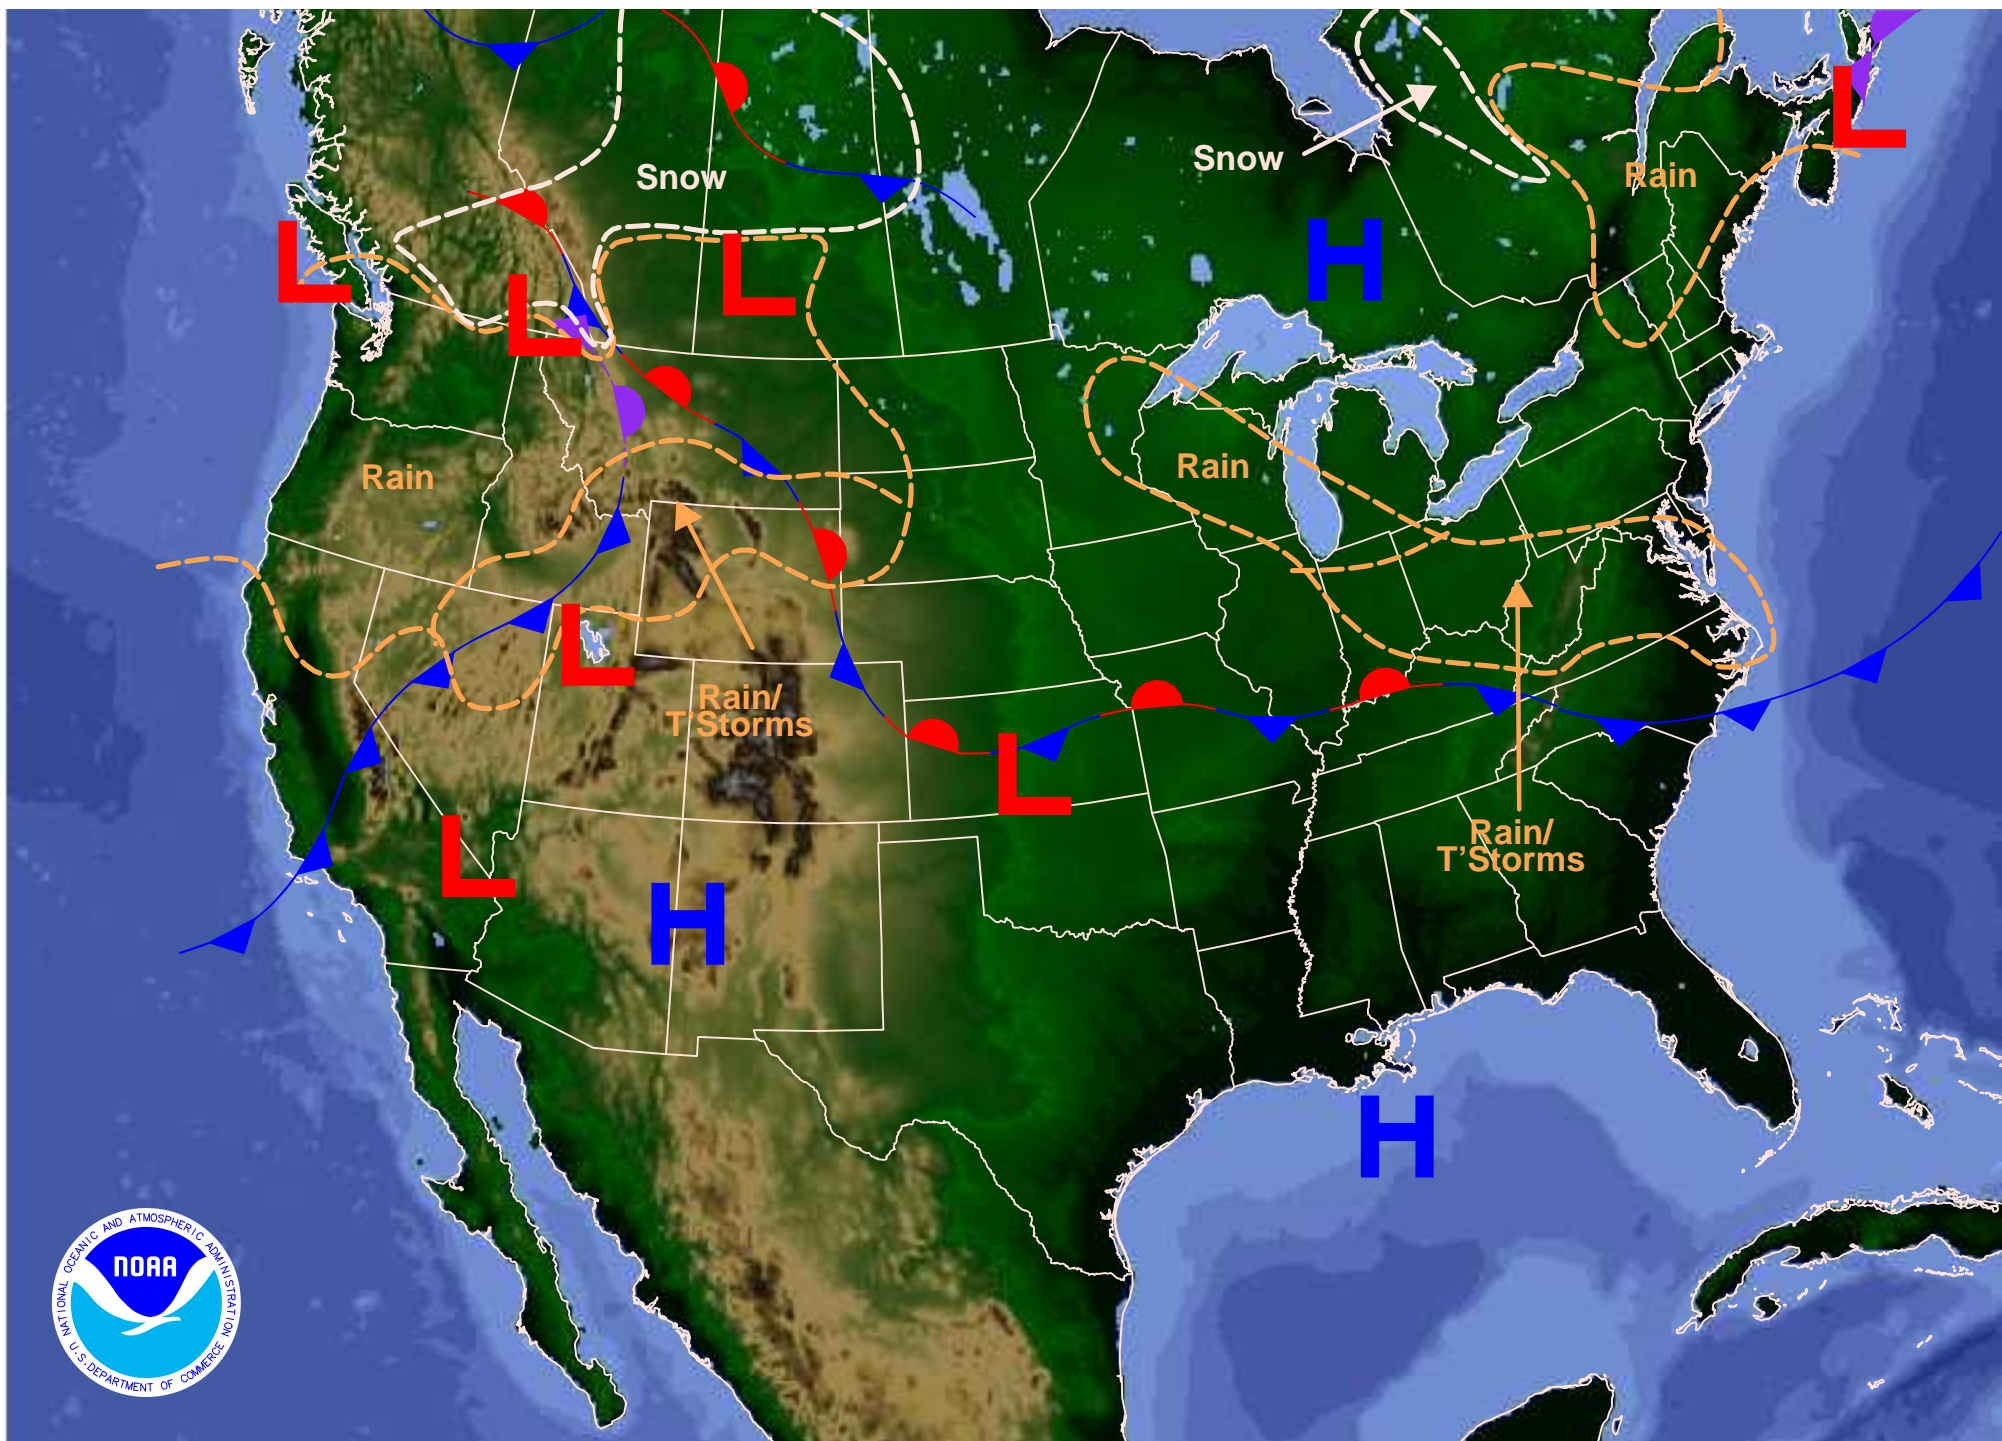 L
Snow
Snow
Rain
L
L
L
H
Rain
Rain
L
Rain/
T'Storms
L
L
Rain/
T'Storms
H
H
NATIONAL OCEANIC AND ATMOSPHERIC ADMINISTRATION
NOAA
U.S. DEPARTMENT OF COMMERCE
L